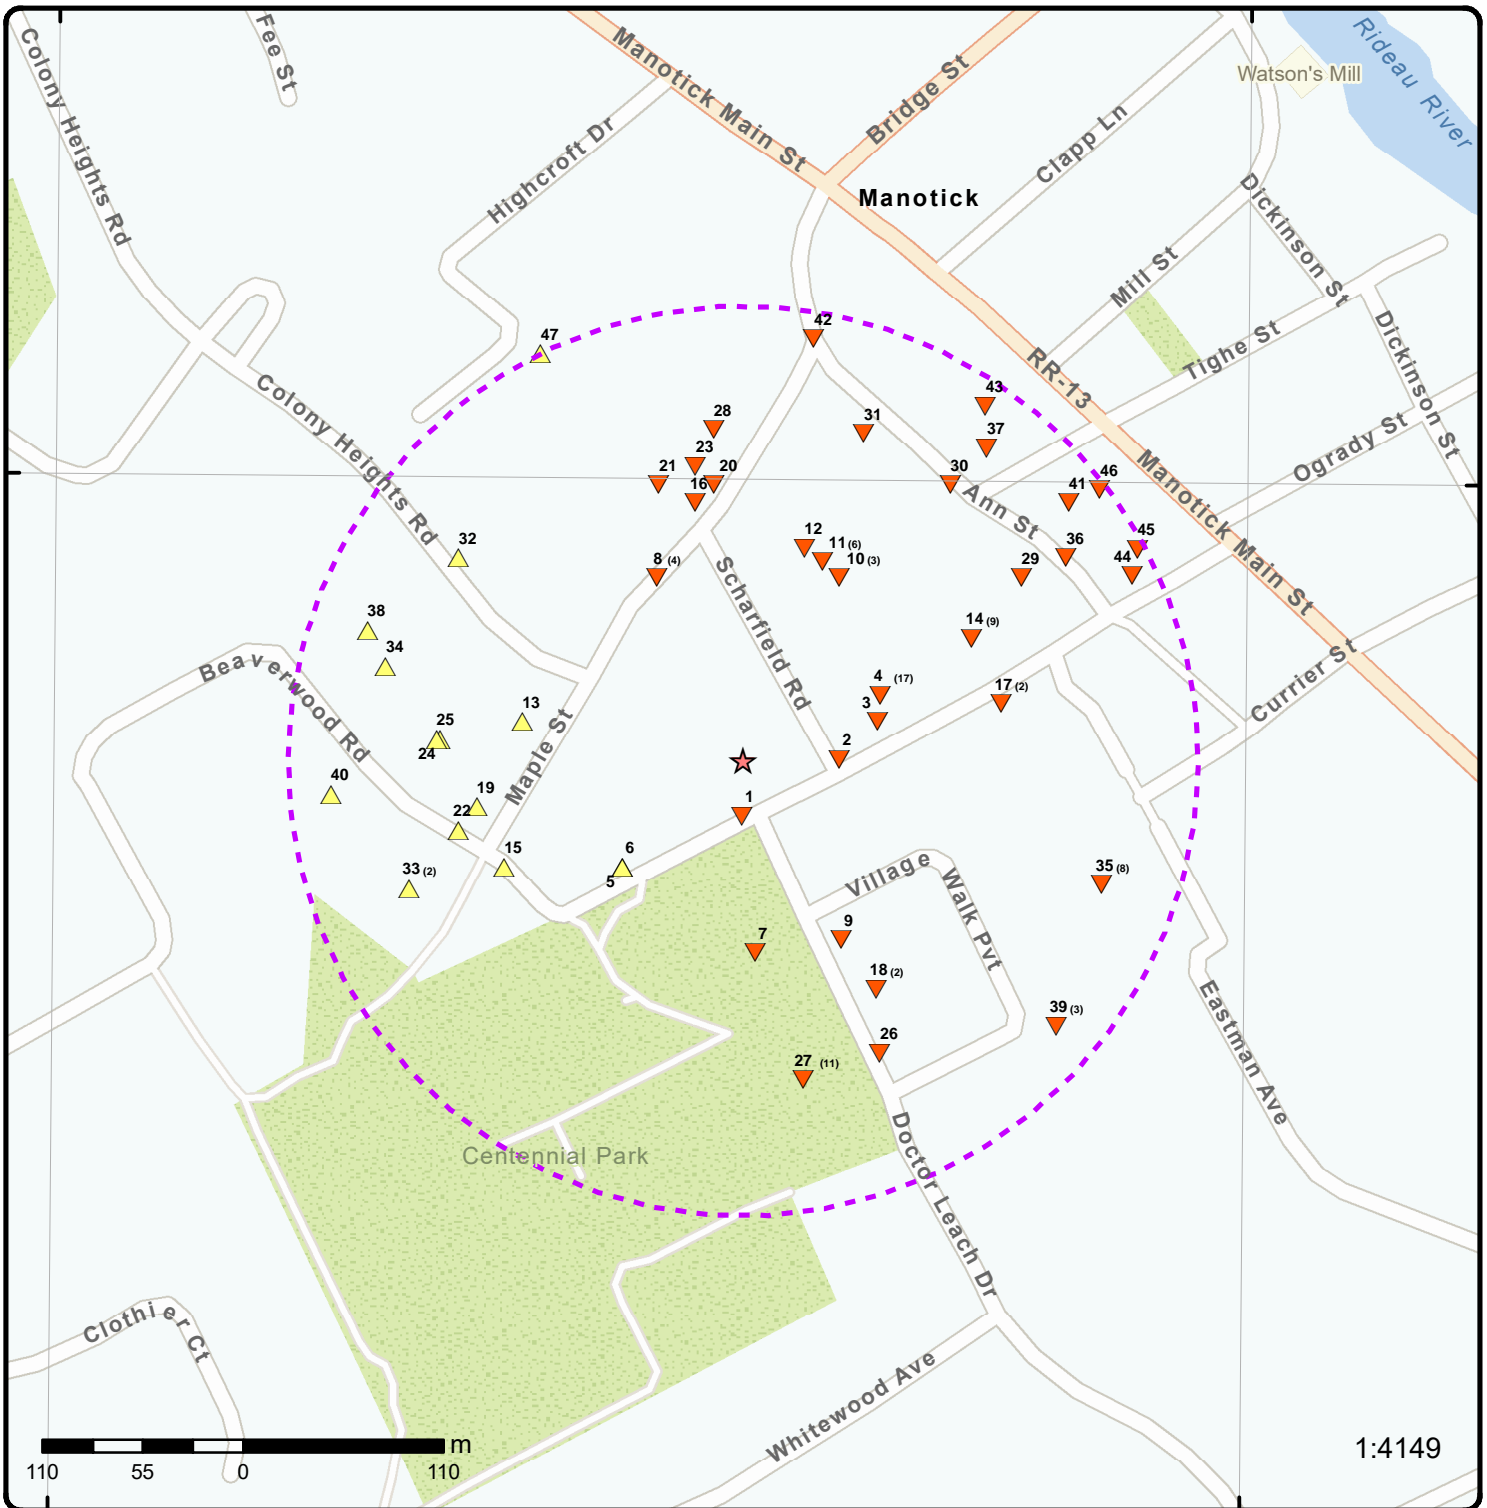 Fee St
Colony Heights Rd
Manotick Main St
Bridge St
Watson's Mill
Rideau River
Highcroft Dr
Clapp Ln
Manotick
Dickinson St
Mill St
47
42
RR-13
Tighe St
Dickinson St
Colony Heights Rd
43
28
31
37
23
21
20
16
30
46
41
Manotick Main St
Ogrady St
Ann St
32
12
11 (6)
10 (3)
8 (4)
36
45
44
29
Scharfield Rd
38
34
14 (9)
Beaverwood Rd
4 (17)
17 (2)
3
Currier St
13
25
24
2
Maple St
40
19
22
1
15
6
5
33 (2)
Village Walk Pvt
35 (8)
9
7
18 (2)
39 (3)
26
27 (11)
Eastman Ave
Centennial Park
Doctor Leach Dr
Clothier Ct
Whitewood Ave
m
110 55 0 110
1:4149